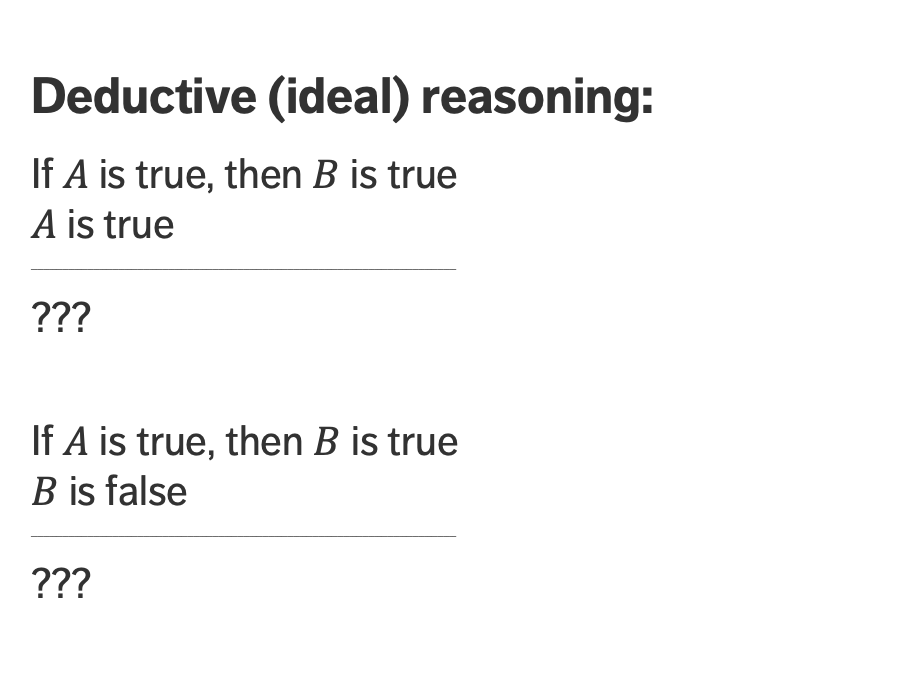 Deductive (ideal) reasoning:
If A is true, then B is true
A is true
???
If A is true, then B is true
B is false
???